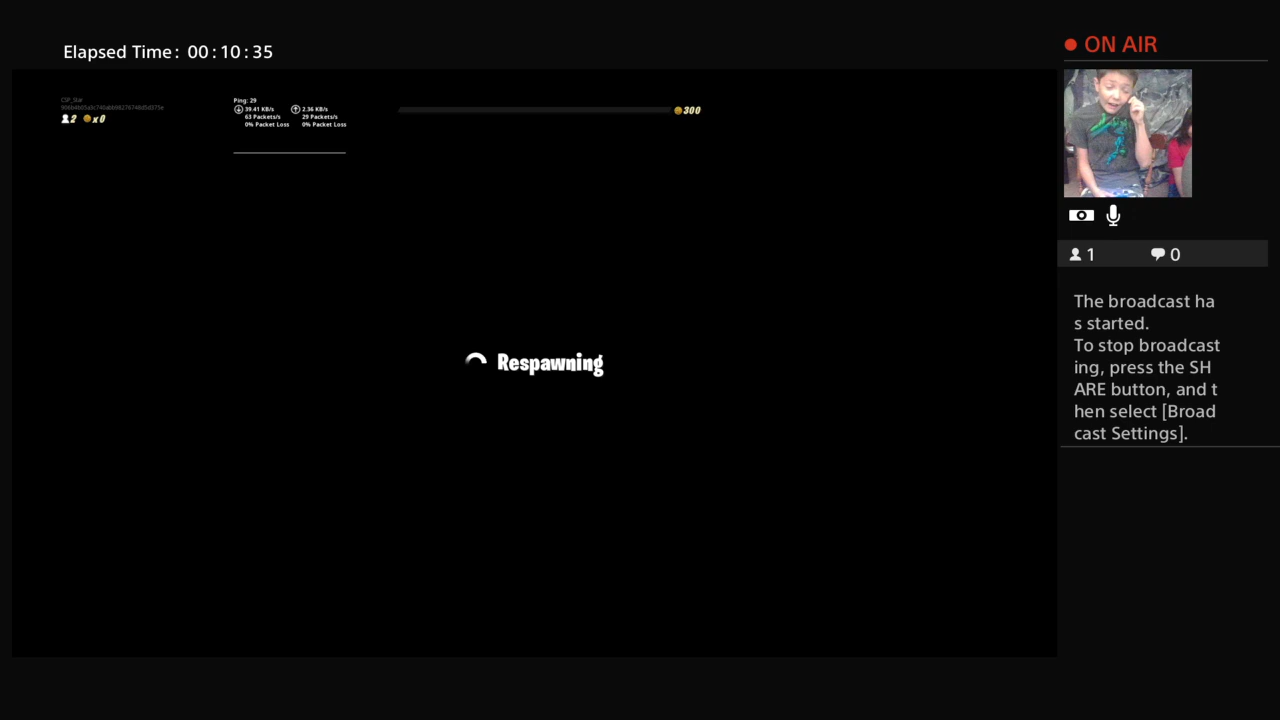 Elapsed Time: 00:10:35
ON AIR
CSP_Star
2 x0
Ping: 29
39.41 KB/s 2.36 KB/s
63 Packets/s 29 Packets/s
0% Packet Loss 0% Packet Loss
300
1 0
Respawning
The broadcast ha
s started.
To stop broadcast
ing, press the SH
ARE button, and t
hen select [Broad
cast Settings].